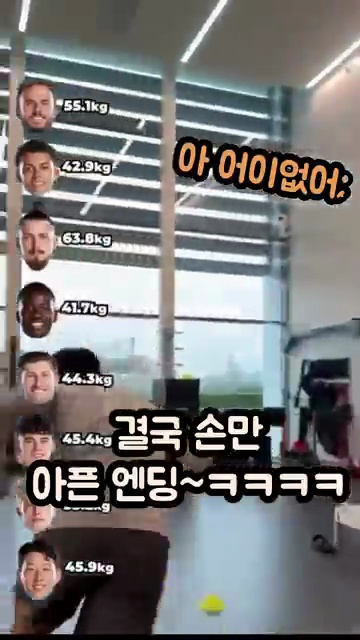 55.1kg
아 어이없어;
42.9kg
63.8kg
41.7kg
44.3kg
45.4kg
결국 손만
아픈 엔딩~ㅋㅋㅋㅋ
45.9kg